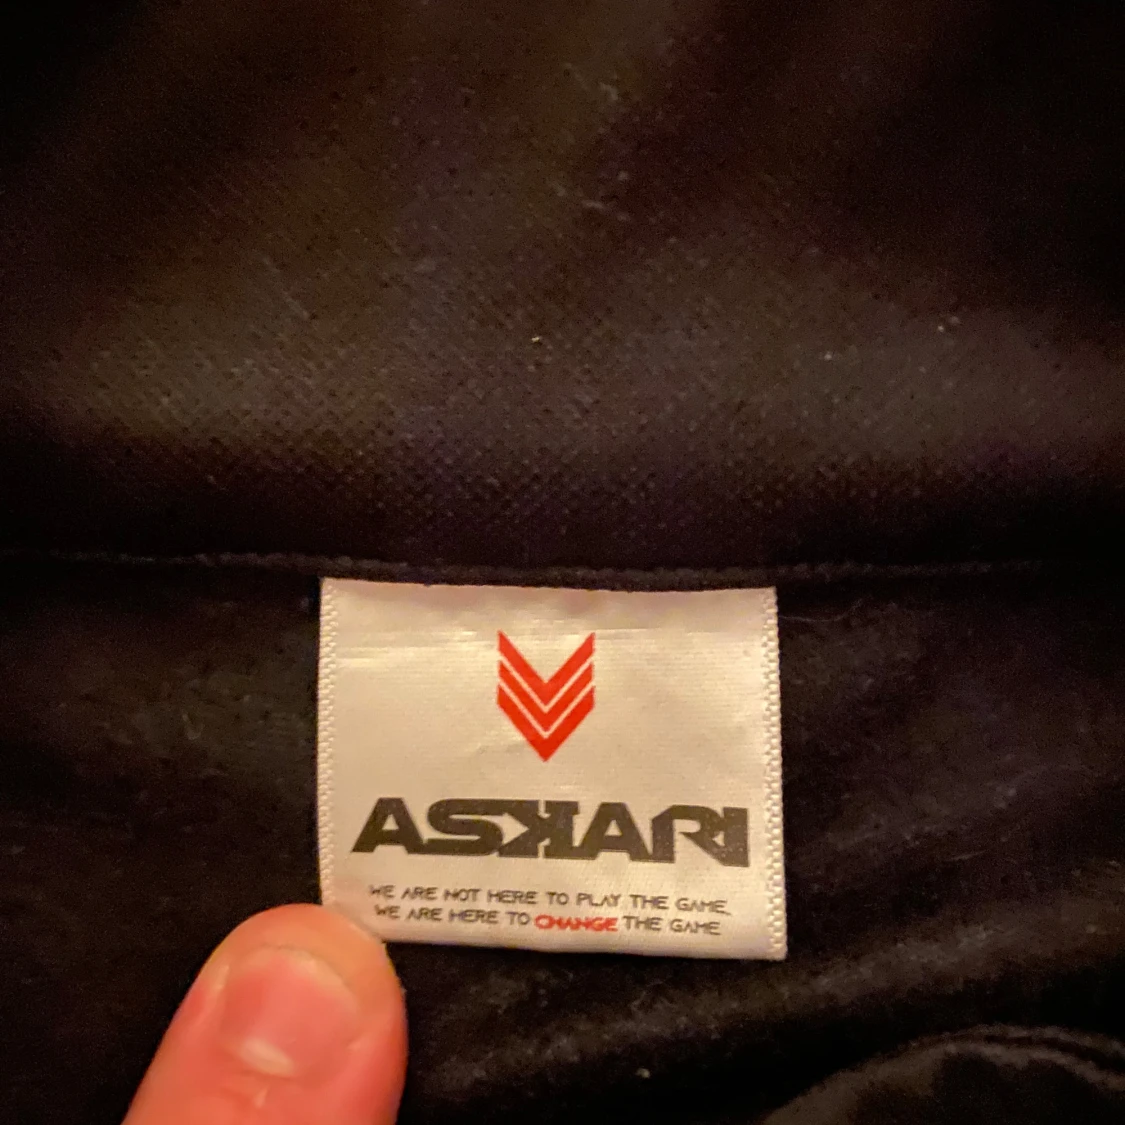 ASKARI
WE ARE NOT HERE TO PLAY THE GAME,
WE ARE HERE TO CHANGE THE GAME